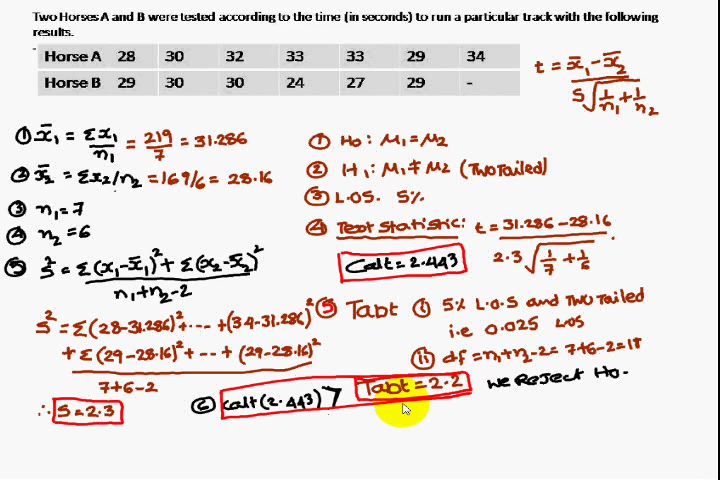 Two Horses A and B were tested according to the time (in seconds) to run a particular track with the following
results.
Horse A 28 30 32 33 33 29 34
Horse B 29 30 30 24 27 29 -
t = x̄₁-x̄₂ / S√(1/n₁+1/n₂)
① x̄₁ = Σx₁/n₁ = 219/7 = 31.286
② x̄₂ = Σx₂/n₂ = 169/6 = 28.16
③ n₁=7
④ n₂=6
⑤ S² = Σ(x₁-x̄₁)² + Σ(x₂-x̄₂)² / n₁+n₂-2
S² = Σ(28-31.286)²+--- +(34-31.286)²
+ Σ(29-28.16)²+ -- + (29-28.16)²
7+6-2
∴ S=2.3
① H₀: μ₁=μ₂
② H₁: μ₁≠μ₂ (Two Tailed)
③ L.O.S. 5%
④ Test Statistic: t = 31.286-28.16 / 2.3√(1/7+1/6).
Calt=2.443
⑤ Tabt ① 5% L.O.S and Two Tailed
i.e 0.025 LOS
⑪ df = n₁+n₂-2=7+6-2=11
⑥ Calt(2.443) > Tabt=2.2 We Reject H₀.